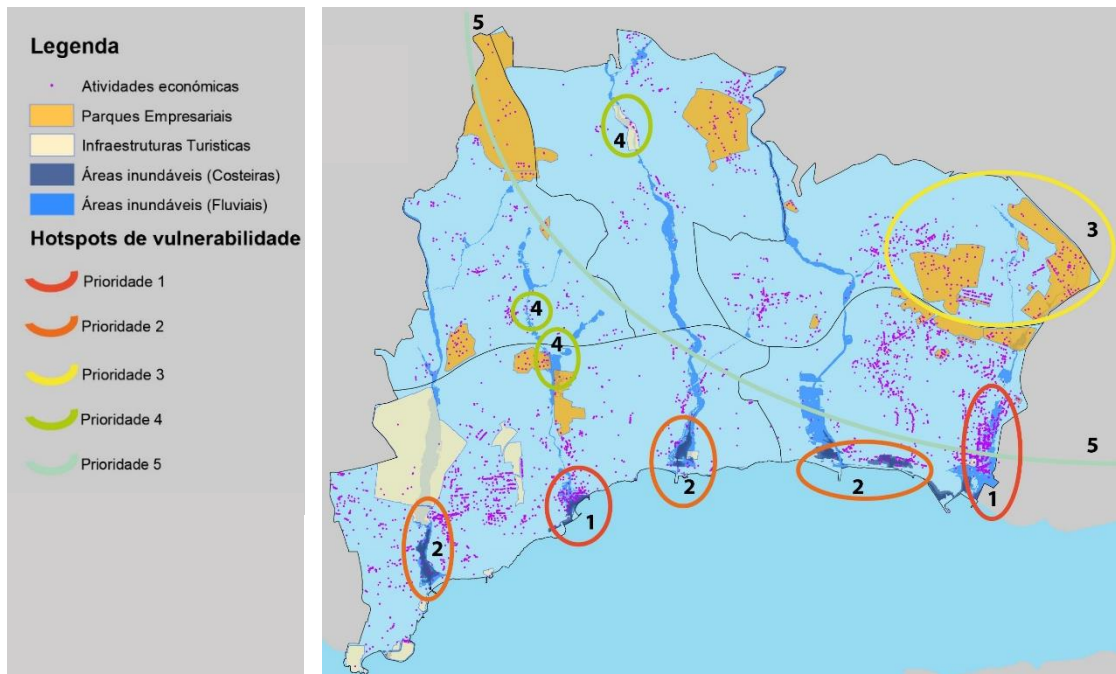 Legenda
Atividades económicas
Parques Empresariais
Infraestruturas Turisticas
Áreas inundáveis (Costeiras)
Áreas inundáveis (Fluviais)
Hotspots de vulnerabilidade
Prioridade 1
Prioridade 2
Prioridade 3
Prioridade 4
Prioridade 5
5
4
3
4
4
5
2
2
1
1
2